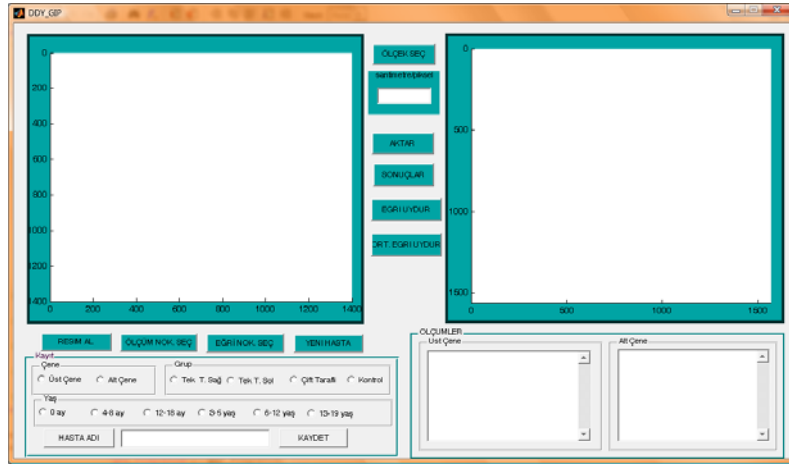 DDY_GIP
ÖLÇEK SEÇ
santimetre/piksel
AKTAR
SONUÇLAR
EĞRİ UYDUR
ORT. EĞRİ UYDUR
0
200
400
600
800
1000
1200
1400
0 200 400 600 800 1000 1200 1400
0
500
1000
1500
0 500 1000 1500
RESİM AL ÖLÇÜM NOK. SEÇ EĞRİ NOK. SEÇ YENİ HASTA
Kayıt
Çene
Üst Çene Alt Çene
Grup
Tek. T. Sağ Tek T. Sol Çift Taraflı Kontrol
Yaş
0 ay 4-8 ay 12-18 ay 3-5 yaş 6-12 yaş 13-19 yaş
HASTA ADI KAYDET
ÖLÇÜMLER
Üst Çene
Alt Çene